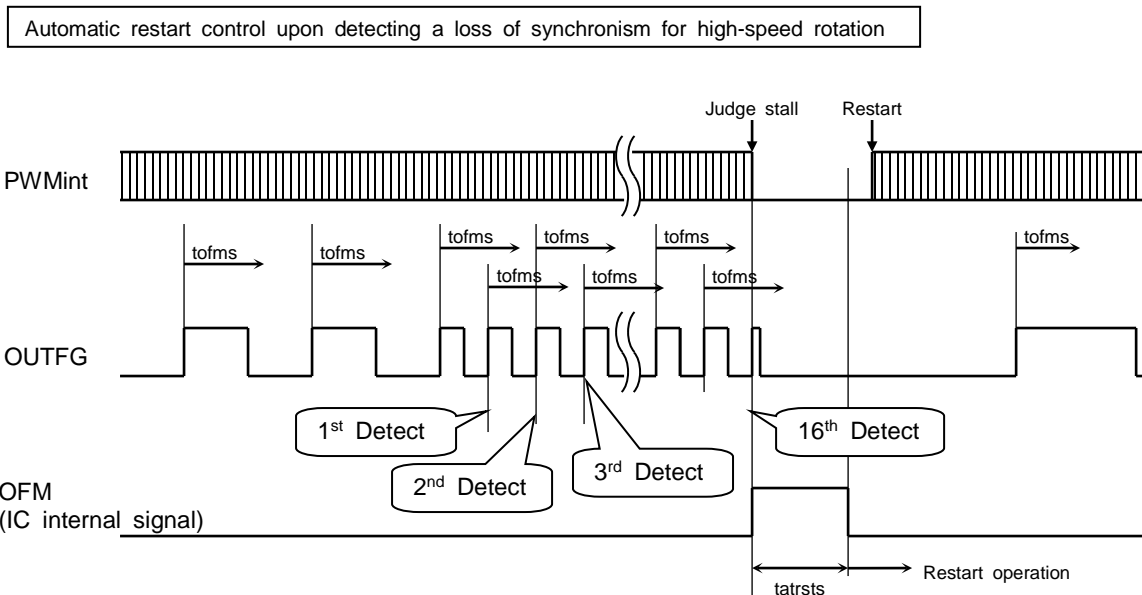 Automatic restart control upon detecting a loss of synchronism for high-speed rotation
Judge stall
Restart
PWMint
tofms
tofms
tofms
tofms
tofms
tofms
tofms
tofms
tofms
OUTFG
1st Detect
2nd Detect
3rd Detect
16th Detect
OFM
(IC internal signal)
tatrsts
Restart operation